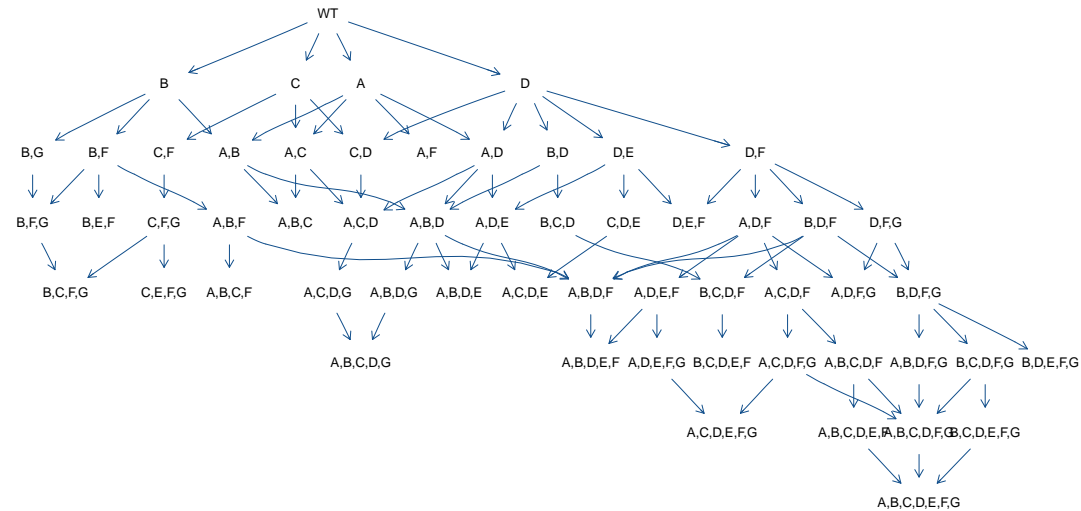 WT
B C A D
B,G B,F C,F A,B A,C C,D A,F A,D B,D D,E D,F
B,F,G B,E,F C,F,G A,B,F A,B,C A,C,D A,B,D A,D,E B,C,D C,D,E D,E,F A,D,F B,D,F D,F,G
B,C,F,G C,E,F,G A,B,C,F A,C,D,G A,B,D,G A,B,D,E A,C,D,E A,B,D,F A,D,E,F B,C,D,F A,C,D,F A,D,F,G B,D,F,G
A,B,C,D,G A,B,D,E,F A,D,E,F,G B,C,D,E,F A,C,D,F,G A,B,C,D,F A,B,D,F,G B,C,D,F,G B,D,E,F,G
A,C,D,E,F,G A,B,C,D,E,F A,B,C,D,F,G B,C,D,E,F,G
A,B,C,D,E,F,G